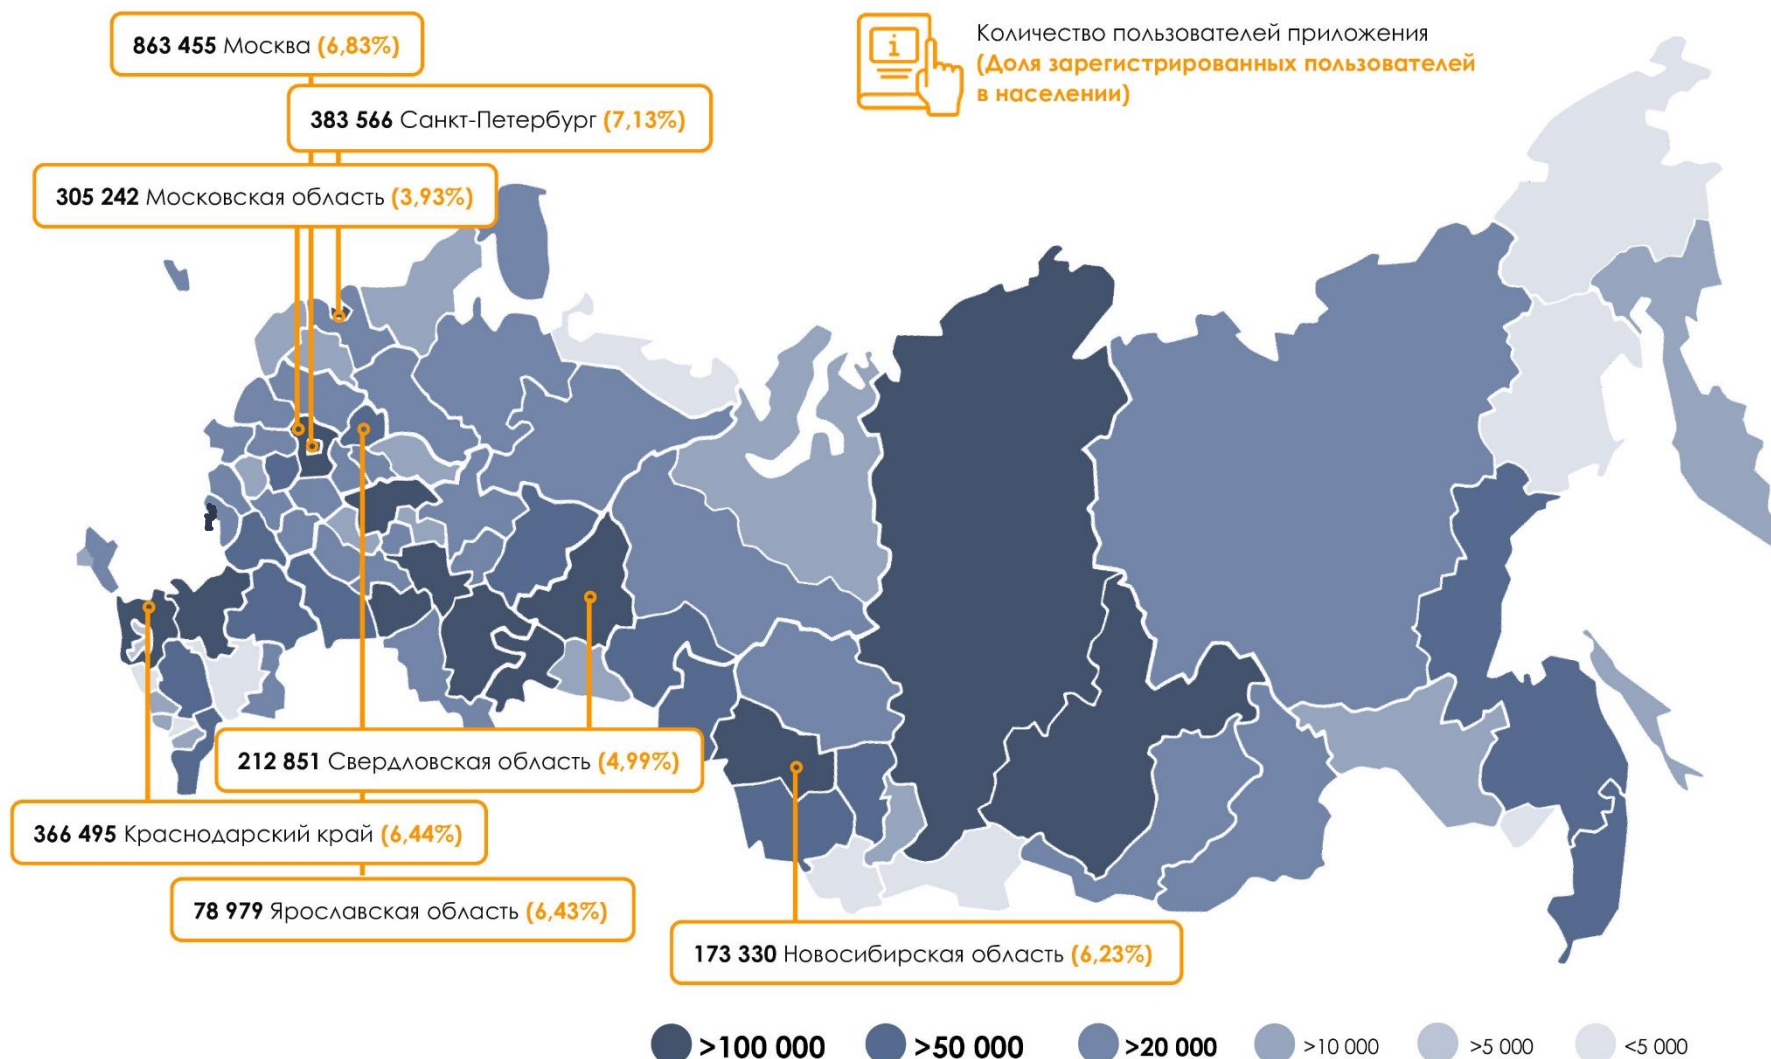 863 455 Москва (6,83%)
383 566 Санкт-Петербург (7,13%)
305 242 Московская область (3,93%)
i
Количество пользователей приложения
(Доля зарегистрированных пользователей
в населении)
212 851 Свердловская область (4,99%)
366 495 Краснодарский край (6,44%)
78 979 Ярославская область (6,43%)
173 330 Новосибирская область (6,23%)
>100 000 >50 000 >20 000 >10 000 >5 000 <5 000